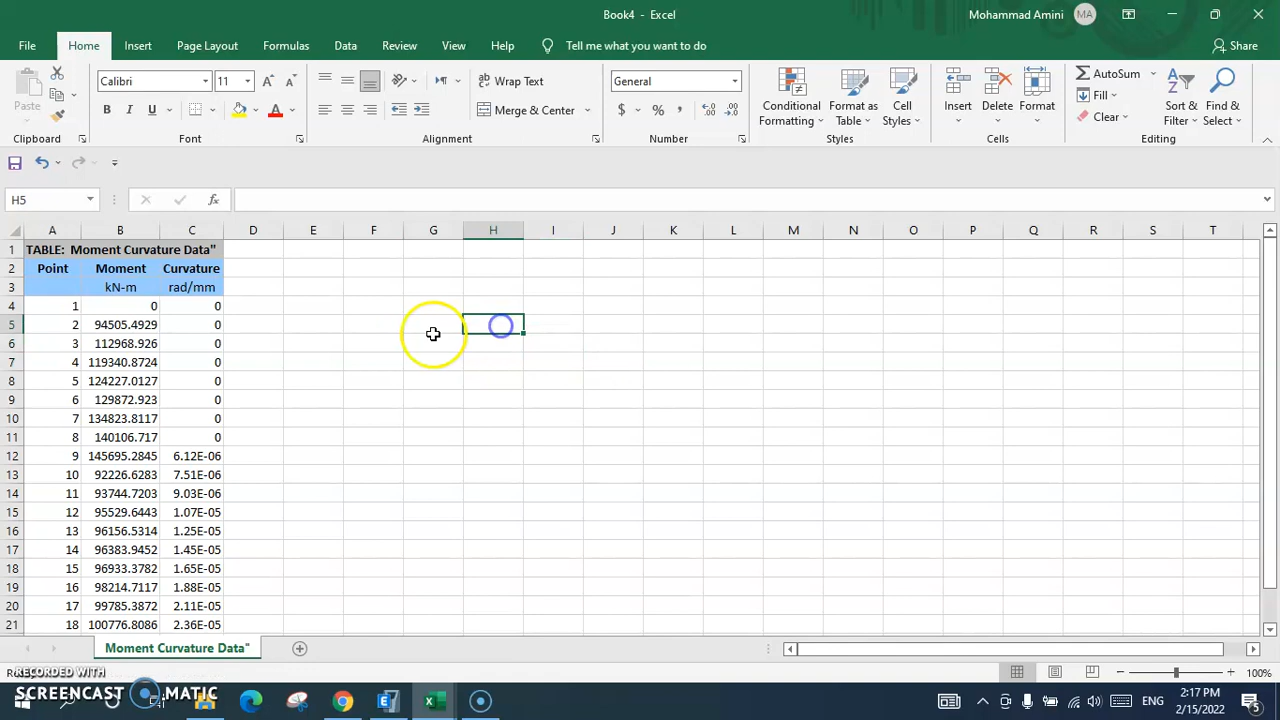 Book4 - Excel
Mohammad Amini MA
File Home Insert Page Layout Formulas Data Review View Help Tell me what you want to do Share
Paste
Clipboard
Calibri 11
B I U
Font
Wrap Text
Merge & Center
Alignment
General
$ % ,
Number
Conditional Formatting
Format as Table
Cell Styles
Styles
Insert Delete Format
Cells
AutoSum
Fill
Clear
Sort & Filter
Find & Select
Editing
H5 fx
A B C D E F G H I J K L M N O P Q R S T
1 TABLE: Moment Curvature Data"
2 Point Moment Curvature
3 kN-m rad/mm
4 1 0 0
5 2 94505.4929 0
6 3 112968.926 0
7 4 119340.8724 0
8 5 124227.0127 0
9 6 129872.923 0
10 7 134823.8117 0
11 8 140106.717 0
12 9 145695.2845 6.12E-06
13 10 92226.6283 7.51E-06
14 11 93744.7203 9.03E-06
15 12 95529.6443 1.07E-05
16 13 96156.5314 1.25E-05
17 14 96383.9452 1.45E-05
18 15 96933.3782 1.65E-05
19 16 98214.7117 1.88E-05
20 17 99785.3872 2.11E-05
21 18 100776.8086 2.36E-05
Moment Curvature Data"
100%
RECORDED WITH
SCREENCAST MATIC
2:17 PM
2/15/2022
5